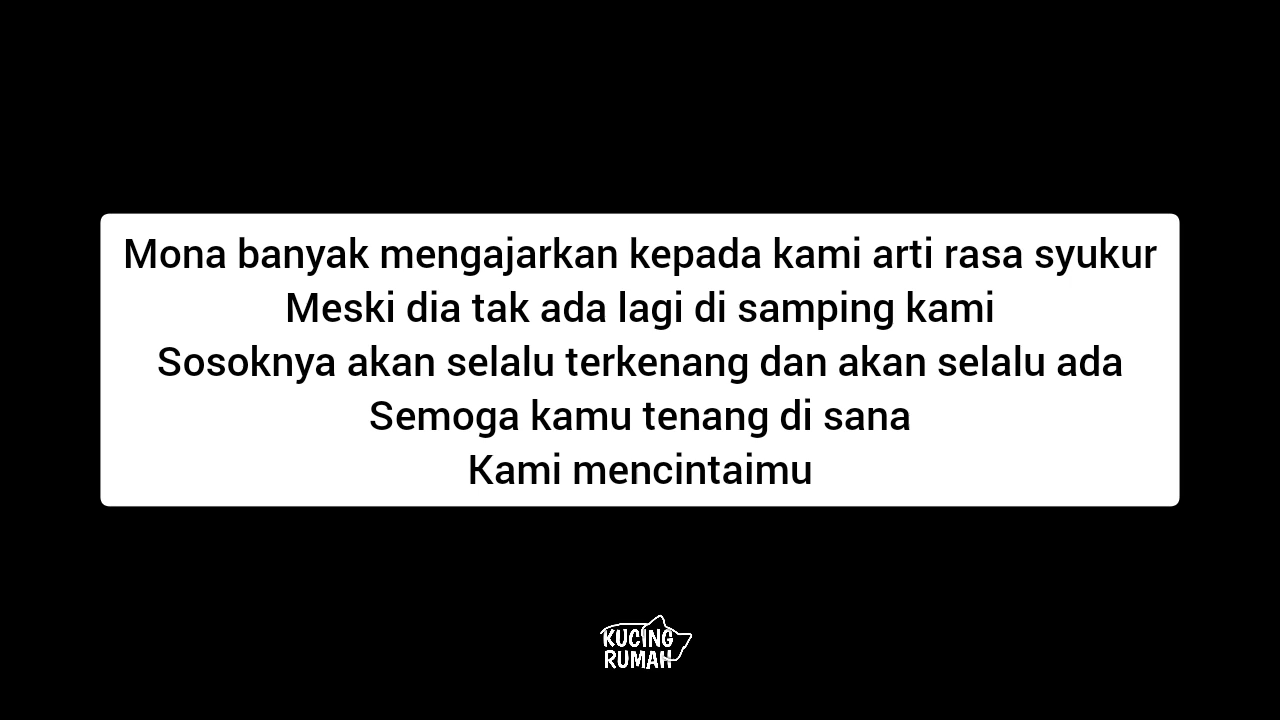 Mona banyak mengajarkan kepada kami arti rasa syukur
Meski dia tak ada lagi di samping kami
Sosoknya akan selalu terkenang dan akan selalu ada
Semoga kamu tenang di sana
Kami mencintaimu
KUCING
RUMAH